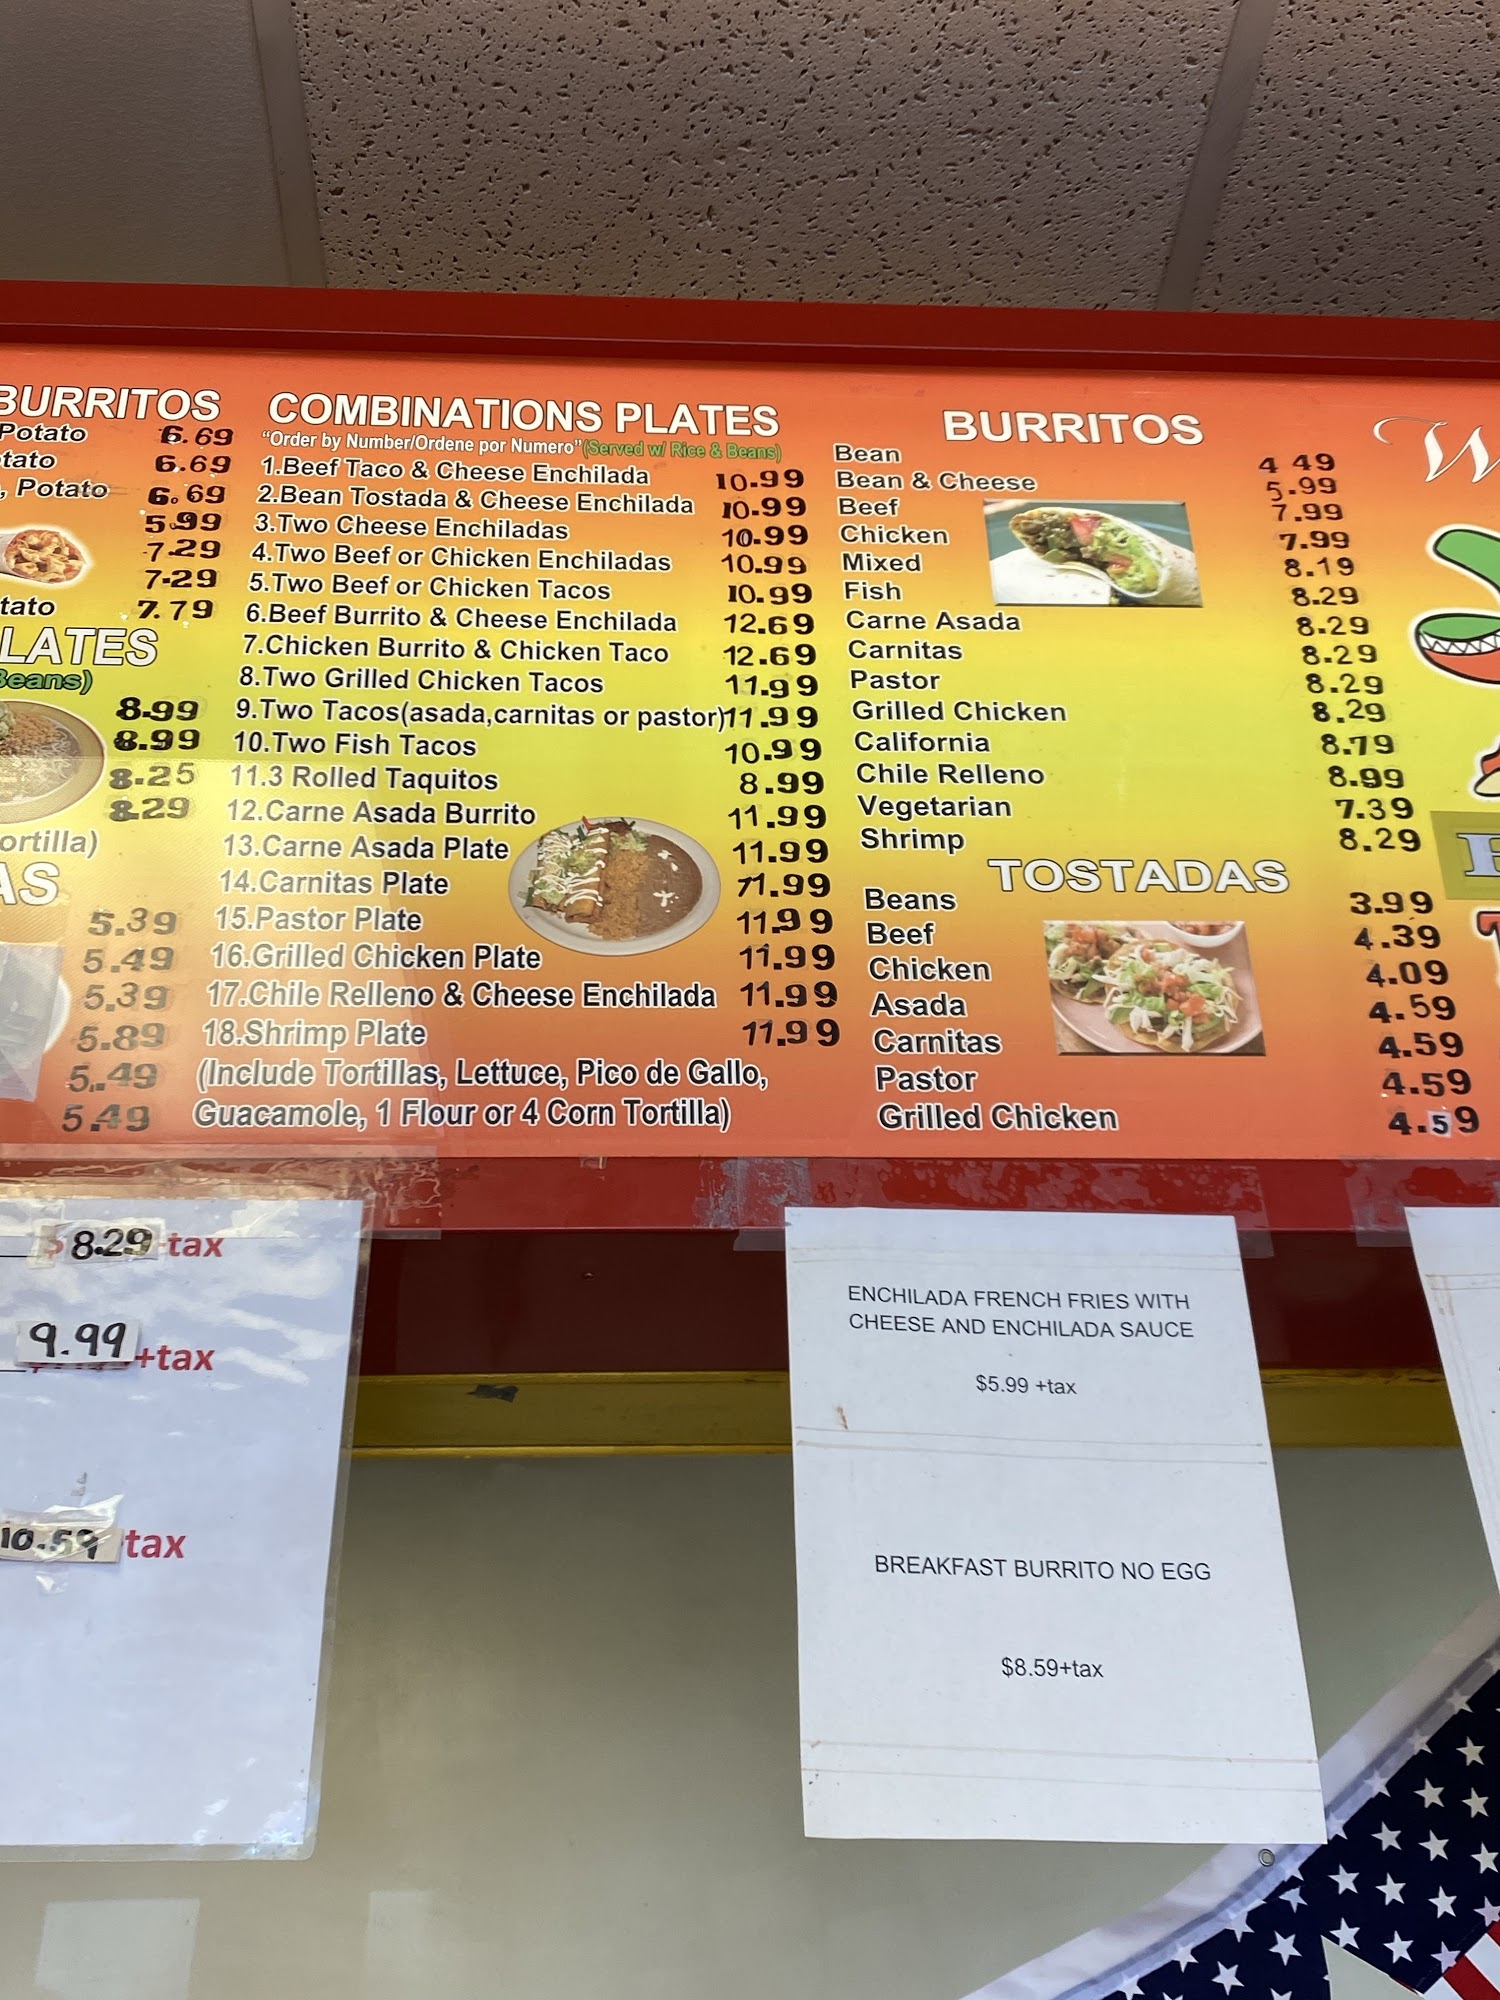 BURRITOS
Potato 6.69
tato 6.69
, Potato 6.69
5.99
7.29
7.29
tato 7.79
LATES
Beans)
8.99
8.99
8.25
8.29
ortilla)
AS
5.39
5.49
5.39
5.89
5.49
5.49
COMBINATIONS PLATES
"Order by Number/Ordene por Numero" (Served w/ Rice & Beans)
1.Beef Taco & Cheese Enchilada 10.99
2.Bean Tostada & Cheese Enchilada 10.99
3.Two Cheese Enchiladas 10.99
4.Two Beef or Chicken Enchiladas 10.99
5.Two Beef or Chicken Tacos 10.99
6.Beef Burrito & Cheese Enchilada 12.69
7.Chicken Burrito & Chicken Taco 12.69
8.Two Grilled Chicken Tacos 11.99
9.Two Tacos(asada,carnitas or pastor) 11.99
10.Two Fish Tacos 10.99
11.3 Rolled Taquitos 8.99
12.Carne Asada Burrito 11.99
13.Carne Asada Plate 11.99
14.Carnitas Plate 11.99
15.Pastor Plate 11.99
16.Grilled Chicken Plate 11.99
17.Chile Relleno & Cheese Enchilada 11.99
18.Shrimp Plate 11.99
(Include Tortillas, Lettuce, Pico de Gallo,
Guacamole, 1 Flour or 4 Corn Tortilla)
BURRITOS
Bean 4 49
Bean & Cheese 5.99
Beef 7.99
Chicken 7.99
Mixed 8.19
Fish 8.29
Carne Asada 8.29
Carnitas 8.29
Pastor 8.29
Grilled Chicken 8.29
California 8.79
Chile Relleno 8.99
Vegetarian 7.39
Shrimp 8.29
TOSTADAS
Beans 3.99
Beef 4.39
Chicken 4.09
Asada 4.59
Carnitas 4.59
Pastor 4.59
Grilled Chicken 4.59
W
$ 8.29 tax
9.99 +tax
10.59 tax
ENCHILADA FRENCH FRIES WITH
CHEESE AND ENCHILADA SAUCE
$5.99 +tax
BREAKFAST BURRITO NO EGG
$8.59+tax